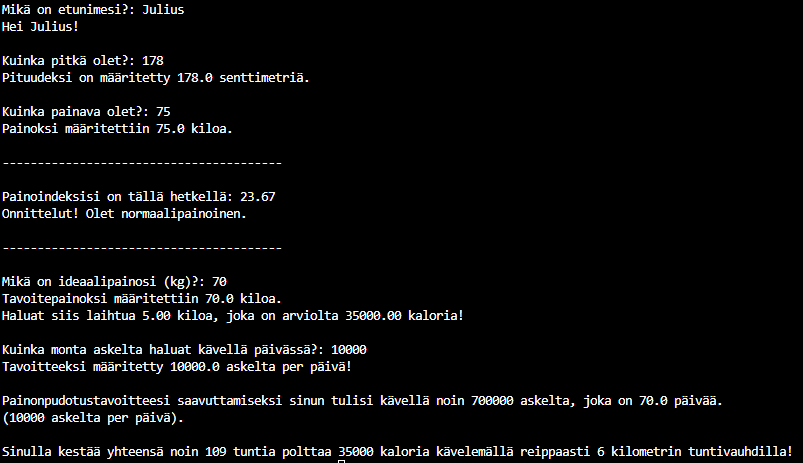 Mikä on etunimesi?: Julius
Hei Julius!
Kuinka pitkä olet?: 178
Pituudeksi on määritetty 178.0 senttimetriä.
Kuinka painava olet?: 75
Painoksi määritettiin 75.0 kiloa.
----------------------------------------
Painoindeksisi on tällä hetkellä: 23.67
Onnittelut! Olet normaalipainoinen.
----------------------------------------
Mikä on ideaalipainosi (kg)?: 70
Tavoitepainoksi määritettiin 70.0 kiloa.
Haluat siis laihtua 5.00 kiloa, joka on arviolta 35000.00 kaloria!
Kuinka monta askelta haluat kävellä päivässä?: 10000
Tavoitteeksi määritetty 10000.0 askelta per päivä!
Painonpudotustavoitteesi saavuttamiseksi sinun tulisi kävellä noin 700000 askelta, joka on 70.0 päivää.
(10000 askelta per päivä).
Sinulla kestää yhteensä noin 109 tuntia polttaa 35000 kaloria kävelemällä reippaasti 6 kilometrin tuntivauhdilla!